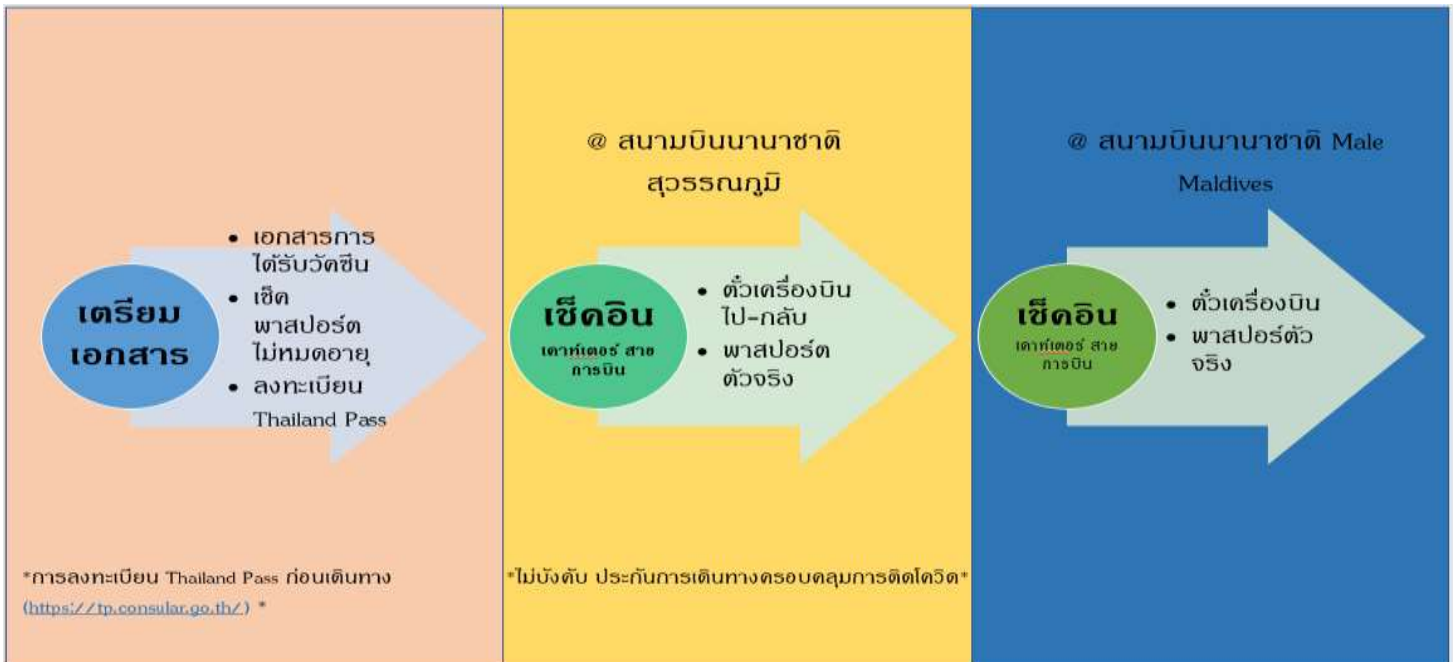 เตรียม
เอกสาร
• เอกสารการ
ได้รับวัคซีน
• เช็ค
พาสปอร์ต
ไม่หมดอายุ
• ลงทะเบียน
Thailand Pass
*การลงทะเบียน Thailand Pass ก่อนเดินทาง
(https://tp.consular.go.th/) *
@ สนามบินนานาชาติ
สุวรรณภูมิ
เช็คอิน
เคาท์เตอร์ สาย
การบิน
• ตั๋วเครื่องบิน
ไป-กลับ
• พาสปอร์ต
ตัวจริง
*ไม่บังคับ ประกันการเดินทางครอบคลุมการติดโควิด*
@ สนามบินนานาชาติ Male
Maldives
เช็คอิน
เคาท์เตอร์ สาย
การบิน
• ตั๋วเครื่องบิน
• พาสปอร์ตตัว
จริง